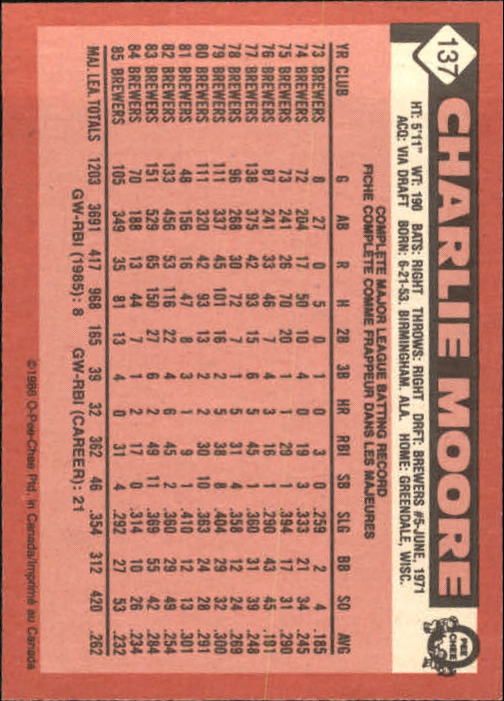 137
CHARLIE MOORE
HT: 5'11" WT: 190 BATS: RIGHT THROWS: RIGHT DRFT: BREWERS #5-JUNE, 1971
ACQ: VIA DRAFT BORN: 6-21-53, BIRMINGHAM, ALA. HOME: GREENDALE, WISC.
O PEE CHEE
COMPLETE MAJOR LEAGUE BATTING RECORD
FICHE COMPLÈTE COMME FRAPPEUR DANS LES MAJEURES
YR CLUB G AB R H 2B 3B HR RBI SB SLG BB SO AVG
73 BREWERS 8 27 0 5 0 1 0 3 0 .259 2 4 .185
74 BREWERS 72 204 17 50 10 4 0 19 3 .333 21 34 .245
75 BREWERS 73 241 26 70 20 1 1 29 1 .394 17 31 .290
76 BREWERS 87 241 33 46 7 4 3 16 1 .290 43 45 .191
77 BREWERS 138 375 42 93 15 6 5 45 1 .360 31 39 .248
78 BREWERS 96 268 30 72 7 1 5 31 4 .358 12 24 .269
79 BREWERS 111 337 45 101 16 2 5 38 8 .404 29 32 .300
80 BREWERS 111 320 42 93 13 2 2 30 10 .363 24 28 .291
81 BREWERS 48 156 16 47 8 3 1 9 1 .410 12 13 .301
82 BREWERS 133 456 53 116 22 4 6 45 2 .360 29 49 .254
83 BREWERS 151 529 65 150 27 6 2 49 11 .369 55 42 .284
84 BREWERS 70 188 13 44 7 1 2 17 0 .314 10 26 .234
85 BREWERS 105 349 35 81 13 4 0 31 4 .292 27 53 .232
MAJ. LEA. TOTALS 1203 3691 417 968 165 39 32 362 46 .354 312 420 .262
GW-RBI (1985): 8 GW-RBI (CAREER): 21
©1986 O-Pee-Chee Ptd. in Canada/Imprimé au Canada